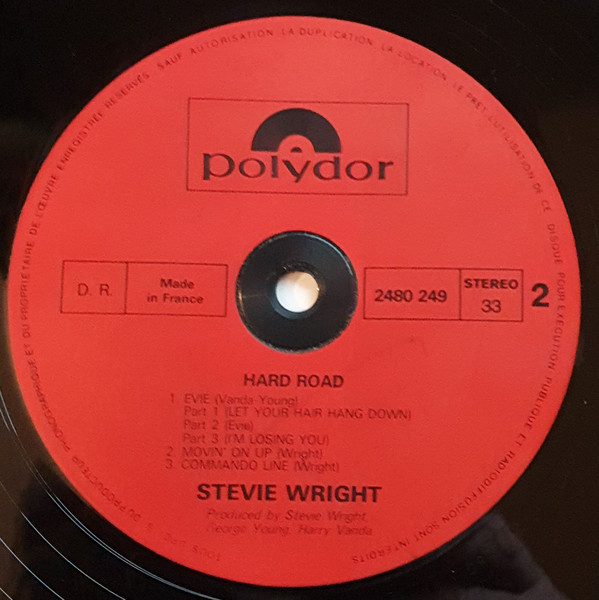 TOUS DROITS DU PRODUCTEUR PHONOGRAPHIQUE ET DU PROPRIETAIRE DE L'ŒUVRE ENREGISTRÉE RESERVÉS. SAUF AUTORISATION LA DUPLICATION, LA LOCATION, LE PRÊT, L'UTILISATION DE CE DISQUE POUR EXECUTION PUBLIQUE ET RADIODIFFUSION SONT INTERDITS
polydor
D. R.
Made
in France
2480 249
STEREO
33
2
HARD ROAD
1. EVIE (Vanda-Young)
Part 1 (LET YOUR HAIR HANG DOWN)
Part 2 (Evie)
Part 3 (I'M LOSING YOU)
2. MOVIN' ON UP (Wright)
3. COMMANDO LINE (Wright)
STEVIE WRIGHT
Produced by Stevie Wright,
George Young, Harry Vanda